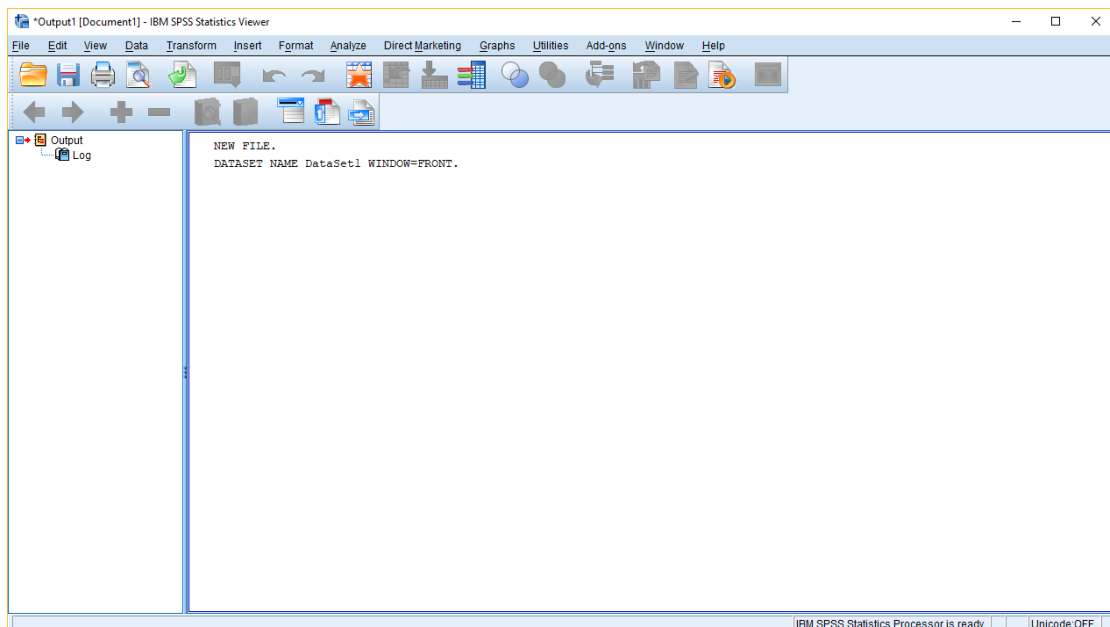 *Output1 [Document1] - IBM SPSS Statistics Viewer
File Edit View Data Transform Insert Format Analyze Direct Marketing Graphs Utilities Add-ons Window Help
Output
Log
NEW FILE.
DATASET NAME DataSet1 WINDOW=FRONT.
IBM SPSS Statistics Processor is ready Unicode:OFF